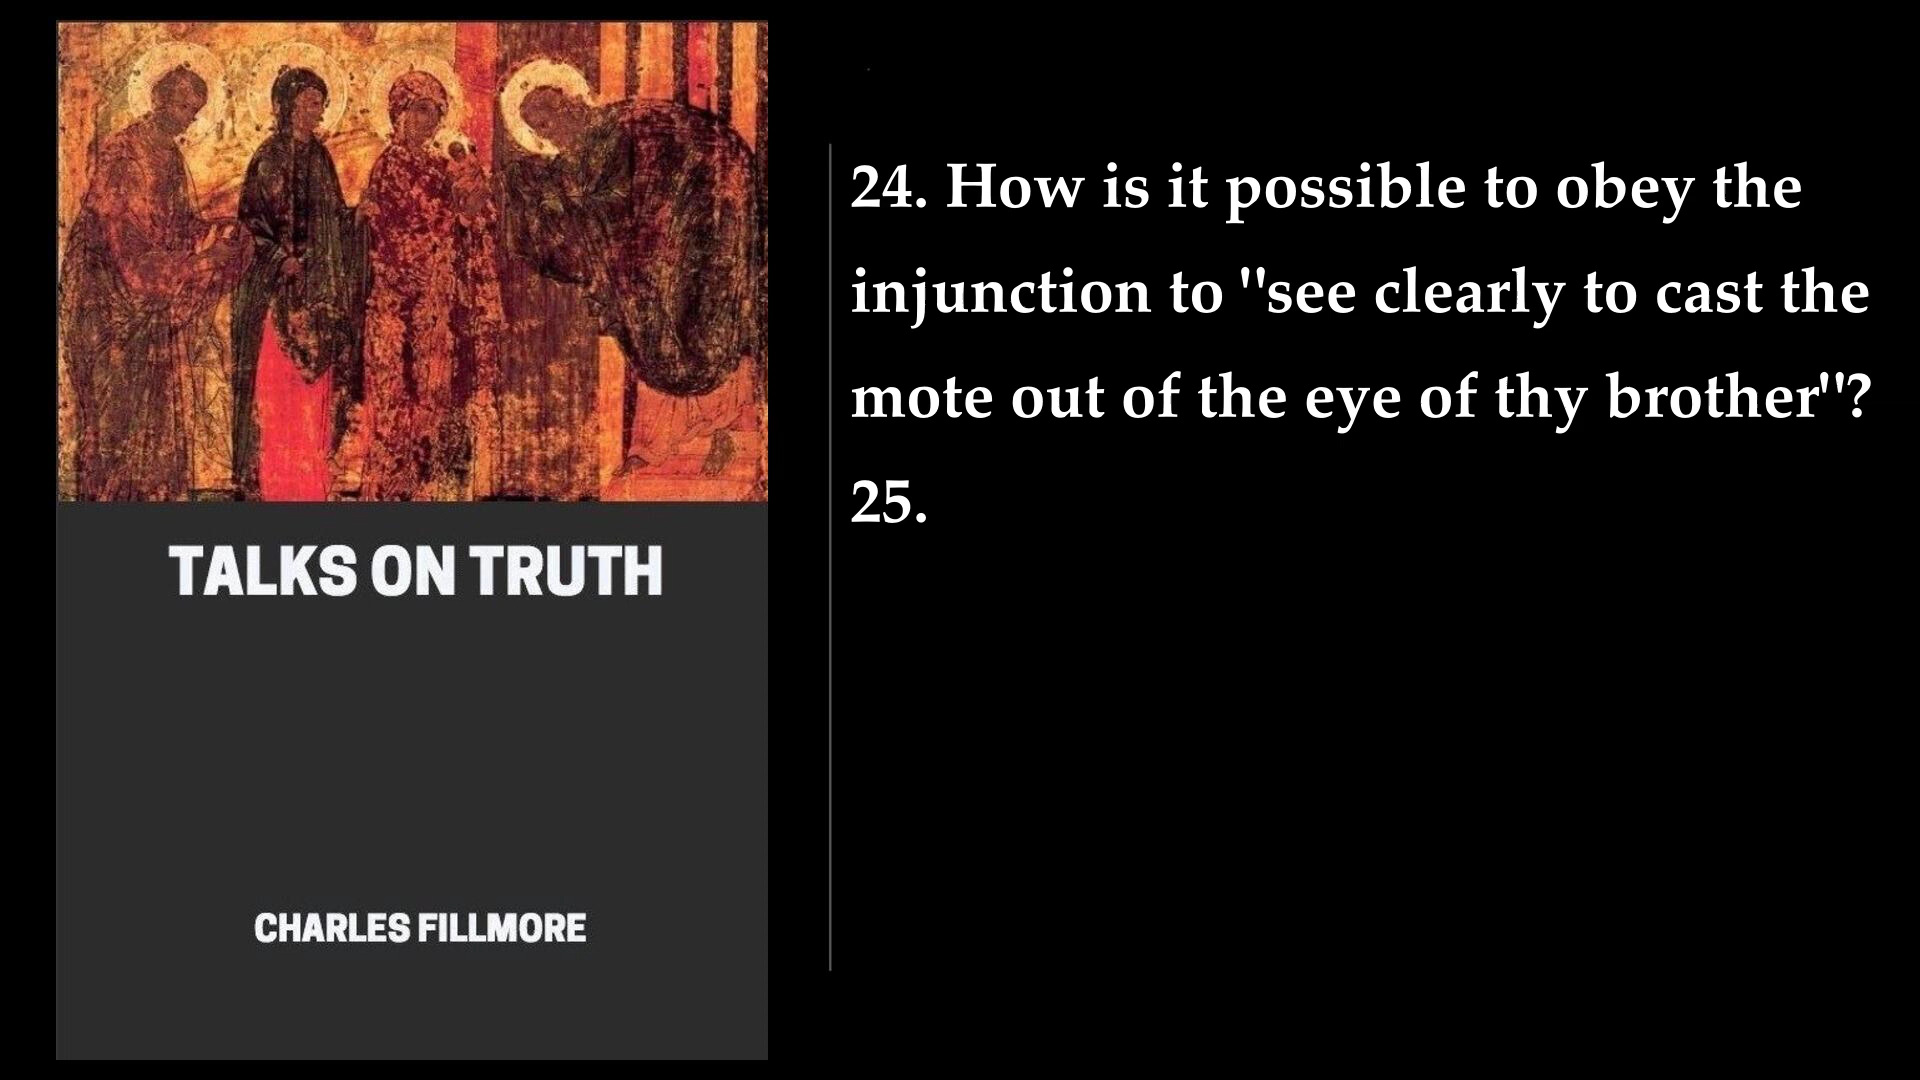 TALKS ON TRUTH
CHARLES FILLMORE
24. How is it possible to obey the
injunction to "see clearly to cast the
mote out of the eye of thy brother"?
25.